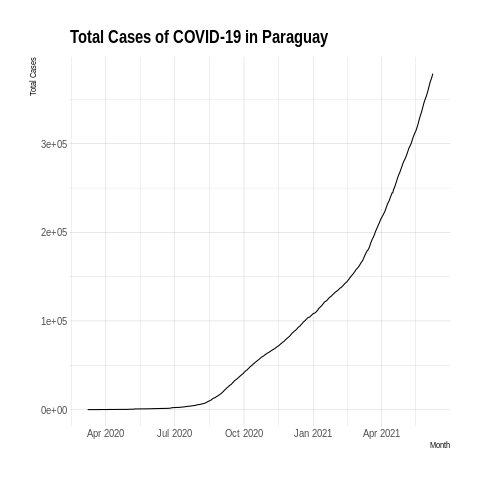 Total Cases of COVID-19 in Paraguay
Total Cases
3e+05
2e+05
1e+05
0e+00
Apr 2020 Jul 2020 Oct 2020 Jan 2021 Apr 2021
Month